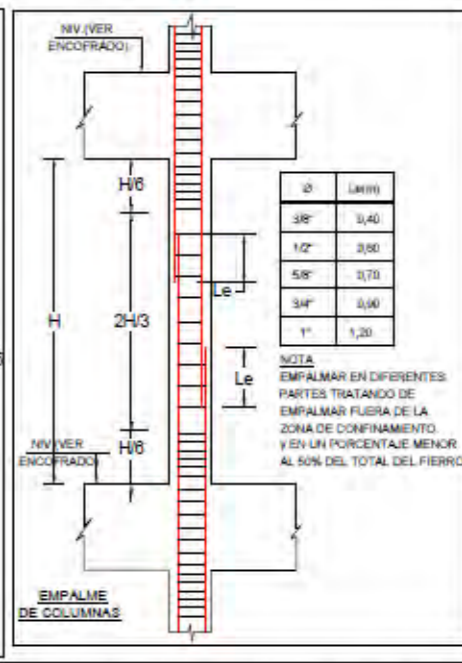 NIV.(VER
ENCOFRADO)
H/6
H
2H/3
Le
Le
NIV.(VER
ENCOFRADO)
H/6
Ø Le(m)
3/8" 0,40
1/2" 0,60
5/8" 0,70
3/4" 0,90
1" 1,20
NOTA
EMPALMAR EN DIFERENTES
PARTES TRATANDO DE
EMPALMAR FUERA DE LA
ZONA DE CONFINAMIENTO
y EN UN PORCENTAJE MENOR
AL 50% DEL TOTAL DEL FIERRO
EMPALME
DE COLUMNAS